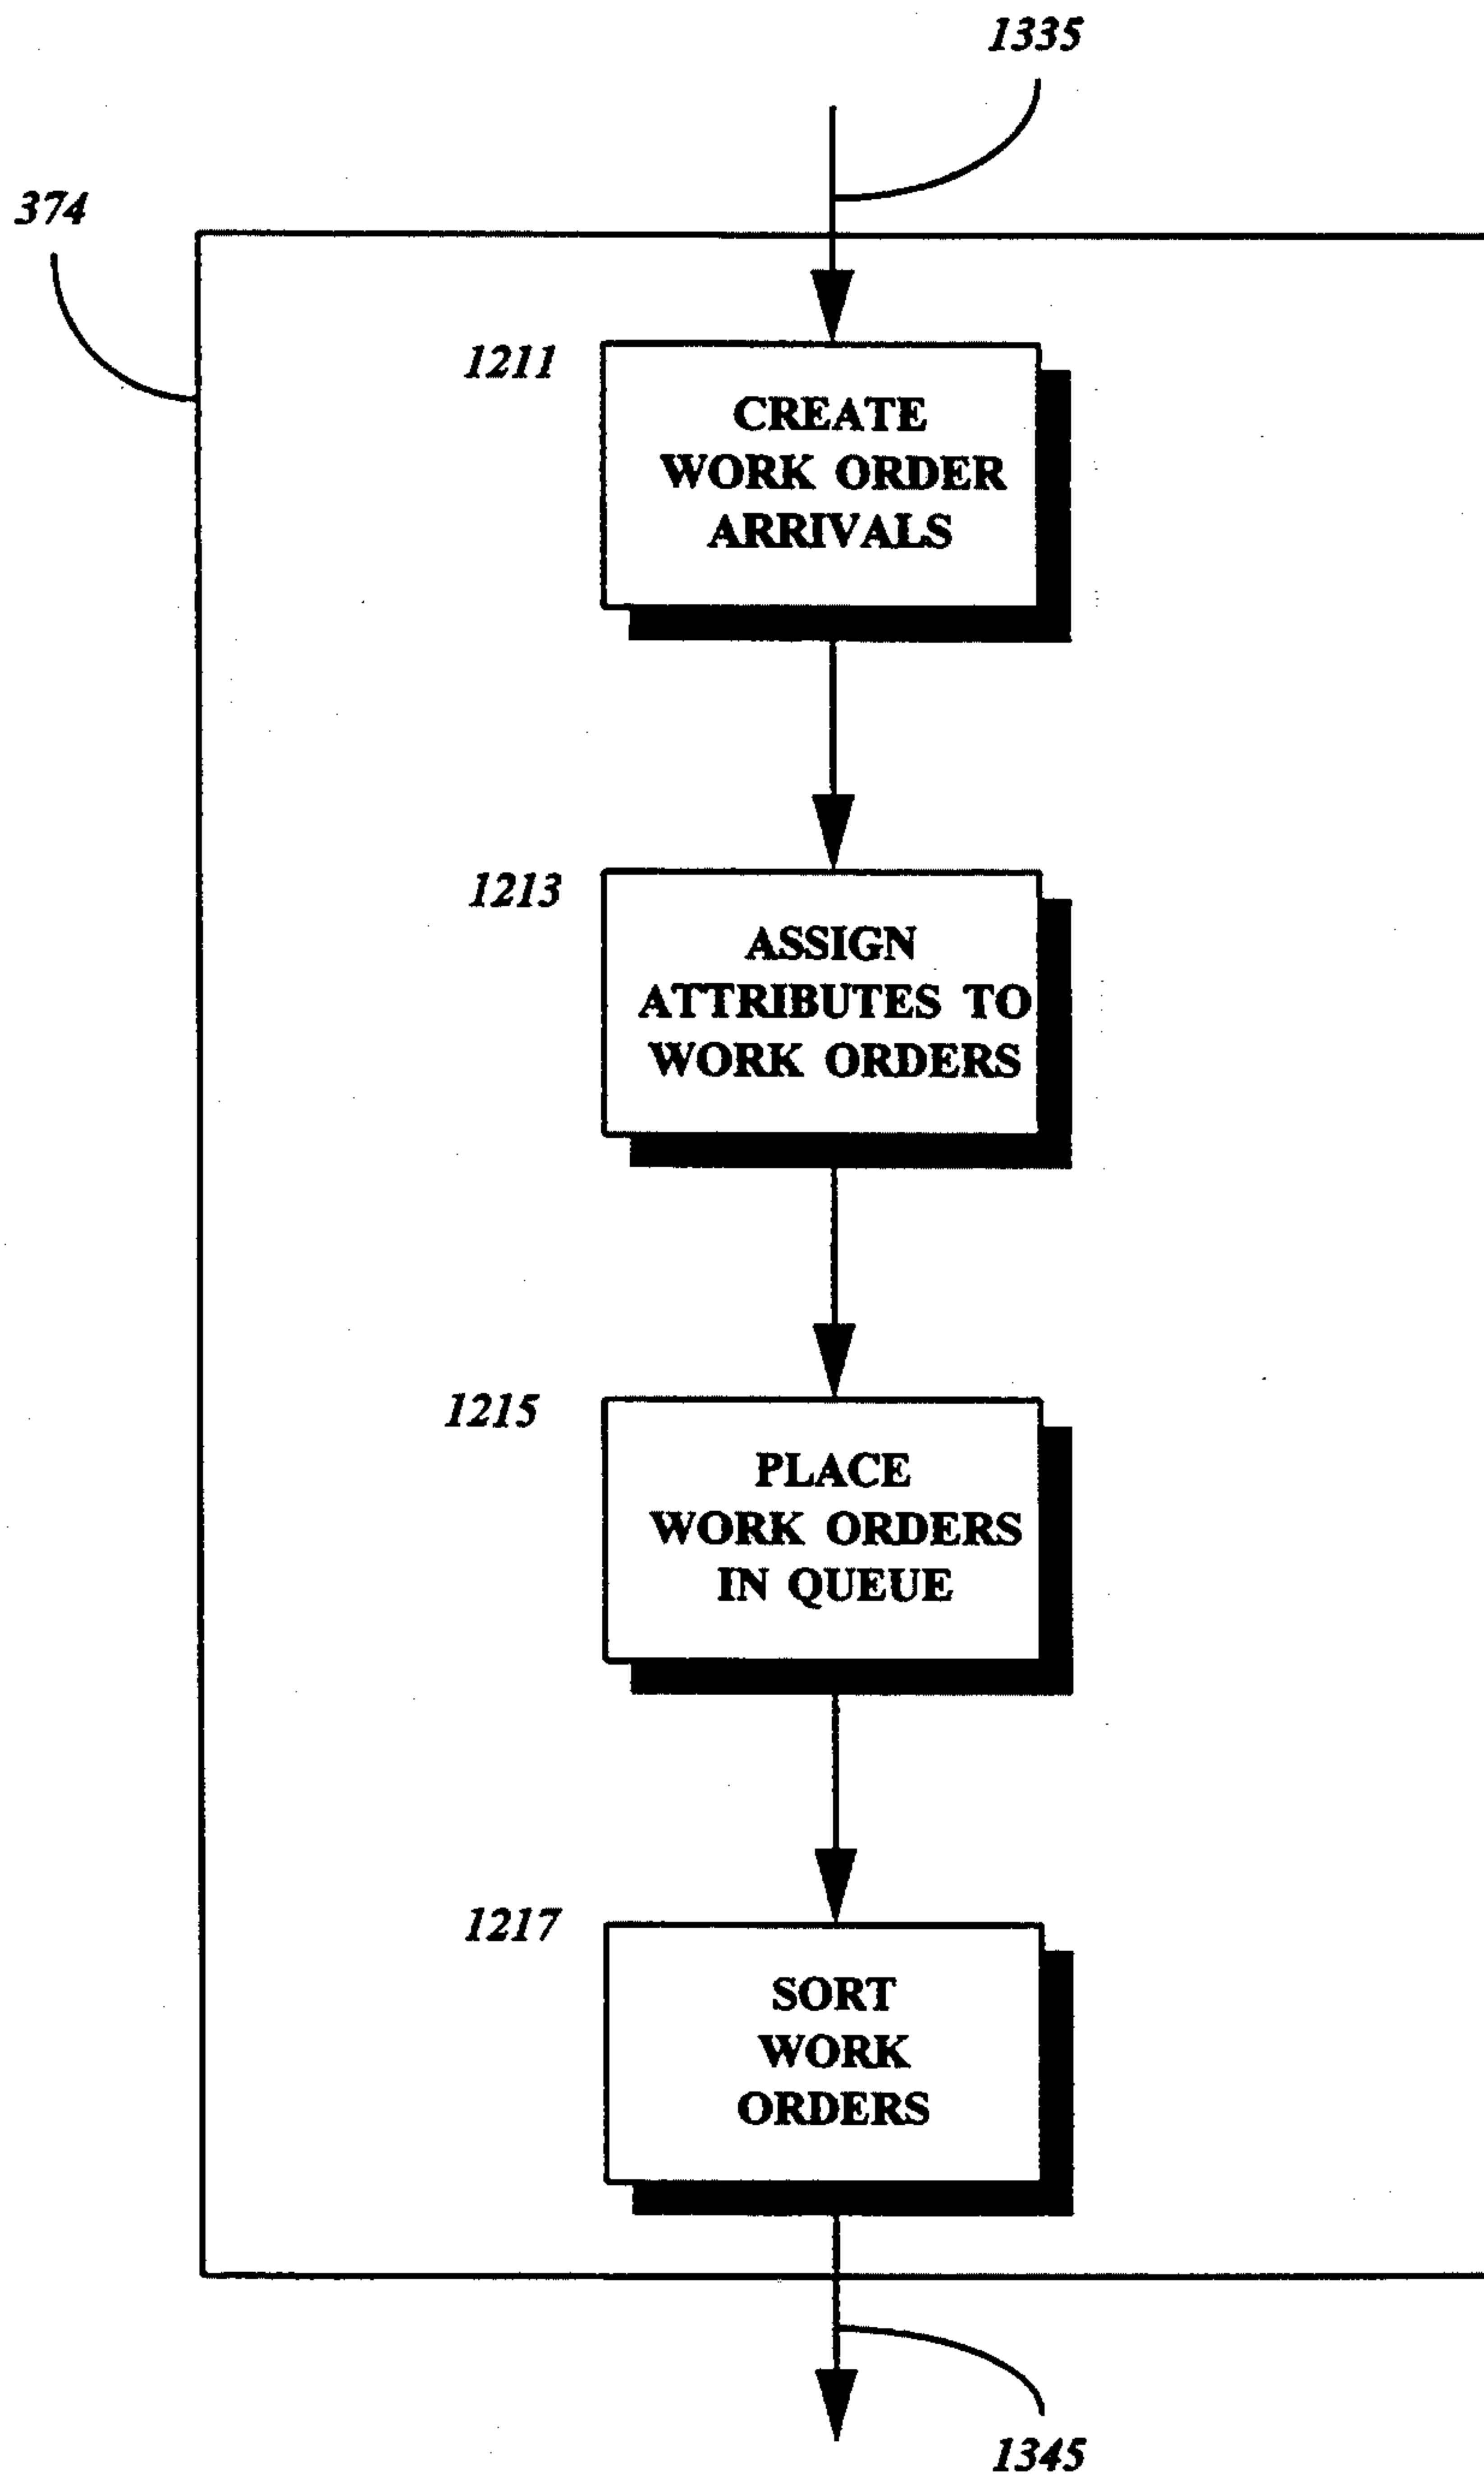 1335
374
1211
CREATE
WORK ORDER
ARRIVALS
1213
ASSIGN
ATTRIBUTES TO
WORK ORDERS
1215
PLACE
WORK ORDERS
IN QUEUE
1217
SORT
WORK
ORDERS
1345